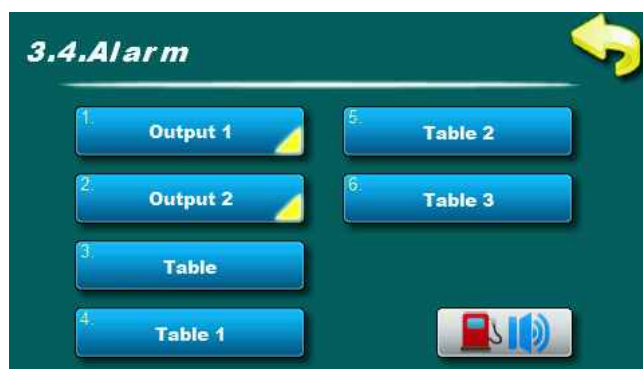 3.4.Alarm
1. Output 1
2. Output 2
3. Table
4. Table 1
5. Table 2
6. Table 3